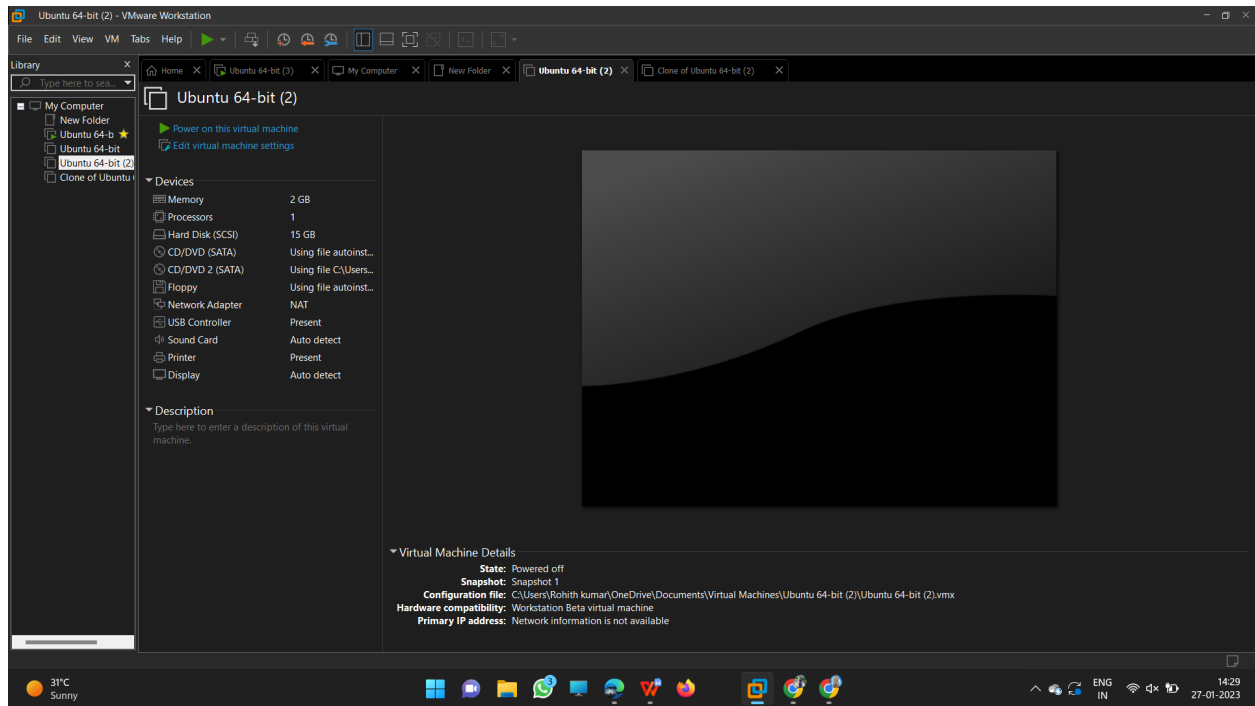 Ubuntu 64-bit (2) - VMware Workstation
File Edit View VM Tabs Help
Library X
Type here to sea...
My Computer
New Folder
Ubuntu 64-b
Ubuntu 64-bit
Ubuntu 64-bit (2)
Clone of Ubuntu
Home Ubuntu 64-bit (3) My Computer New Folder Ubuntu 64-bit (2) Clone of Ubuntu 64-bit (2)
Ubuntu 64-bit (2)
Power on this virtual machine
Edit virtual machine settings
Devices
Memory 2 GB
Processors 1
Hard Disk (SCSI) 15 GB
CD/DVD (SATA) Using file autoinst...
CD/DVD 2 (SATA) Using file C:\Users...
Floppy Using file autoinst...
Network Adapter NAT
USB Controller Present
Sound Card Auto detect
Printer Present
Display Auto detect
Description
Type here to enter a description of this virtual
machine.
Virtual Machine Details
State: Powered off
Snapshot: Snapshot 1
Configuration file: C:\Users\Rohith kumar\OneDrive\Documents\Virtual Machines\Ubuntu 64-bit (2)\Ubuntu 64-bit (2).vmx
Hardware compatibility: Workstation Beta virtual machine
Primary IP address: Network information is not available
31°C
Sunny
3
ENG
IN
14:29
27-01-2023